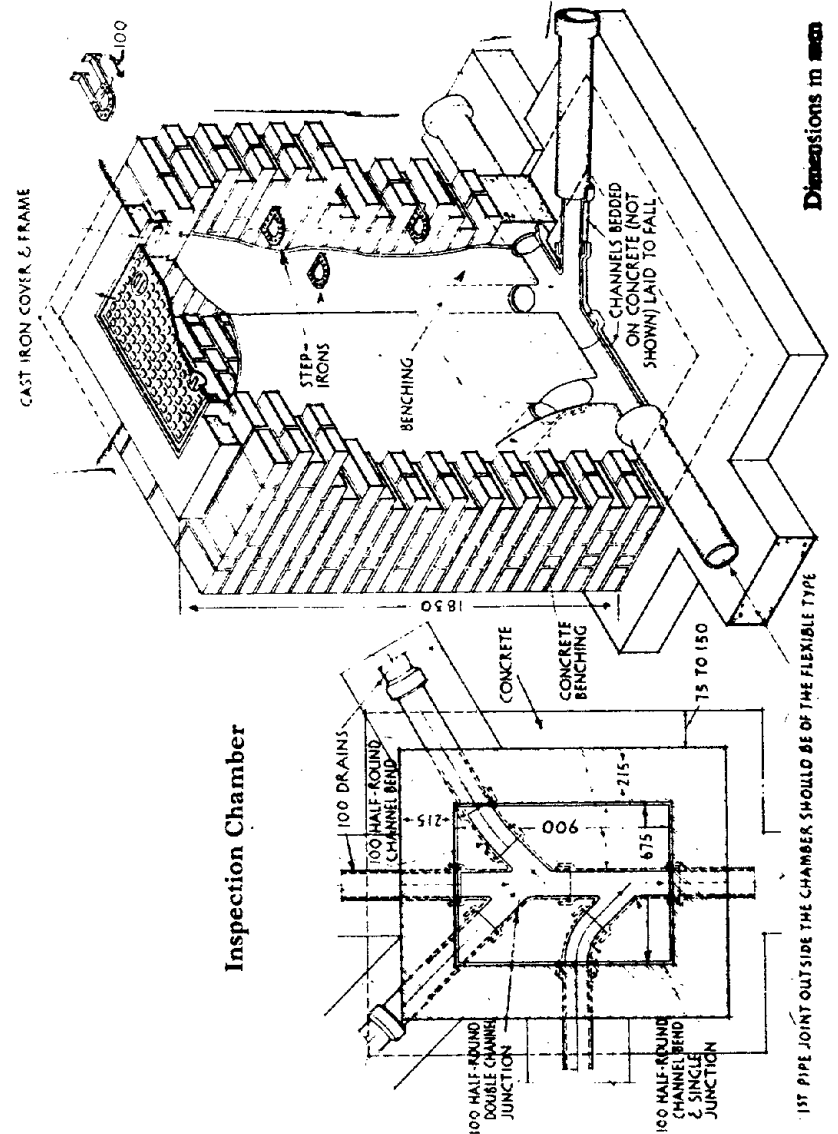 Inspection Chamber
CAST IRON COVER & FRAME
100
STEP-
IRONS
BENCHING
CHANNELS BEDDED
ON CONCRETE (NOT
SHOWN) LAID TO FALL
Dimensions in mm
1830
100 DRAINS
100 HALF-ROUND
CHANNEL BEND
215
900
675
215
CONCRETE
CONCRETE
BENCHING
75 TO 150
100 HALF-ROUND
DOUBLE CHANNEL
JUNCTION
100 HALF-ROUND
CHANNEL BEND
& SINGLE
JUNCTION
1ST PIPE JOINT OUTSIDE THE CHAMBER SHOULD BE OF THE FLEXIBLE TYPE